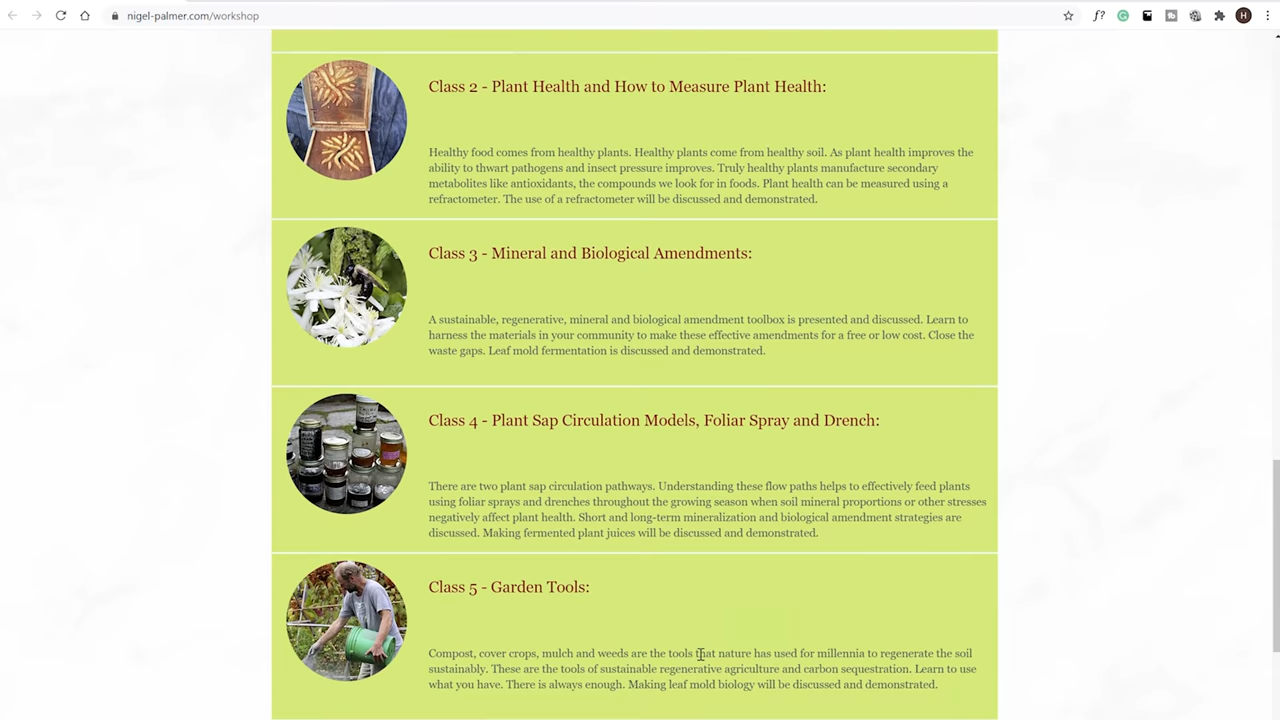 nigel-palmer.com/workshop
Class 2 - Plant Health and How to Measure Plant Health:
Healthy food comes from healthy plants. Healthy plants come from healthy soil. As plant health improves the
ability to thwart pathogens and insect pressure improves. Truly healthy plants manufacture secondary
metabolites like antioxidants, the compounds we look for in foods. Plant health can be measured using a
refractometer. The use of a refractometer will be discussed and demonstrated.
Class 3 - Mineral and Biological Amendments:
A sustainable, regenerative, mineral and biological amendment toolbox is presented and discussed. Learn to
harness the materials in your community to make these effective amendments for a free or low cost. Close the
waste gaps. Leaf mold fermentation is discussed and demonstrated.
Class 4 - Plant Sap Circulation Models, Foliar Spray and Drench:
There are two plant sap circulation pathways. Understanding these flow paths helps to effectively feed plants
using foliar sprays and drenches throughout the growing season when soil mineral proportions or other stresses
negatively affect plant health. Short and long-term mineralization and biological amendment strategies are
discussed. Making fermented plant juices will be discussed and demonstrated.
Class 5 - Garden Tools:
Compost, cover crops, mulch and weeds are the tools that nature has used for millennia to regenerate the soil
sustainably. These are the tools of sustainable regenerative agriculture and carbon sequestration. Learn to use
what you have. There is always enough. Making leaf mold biology will be discussed and demonstrated.